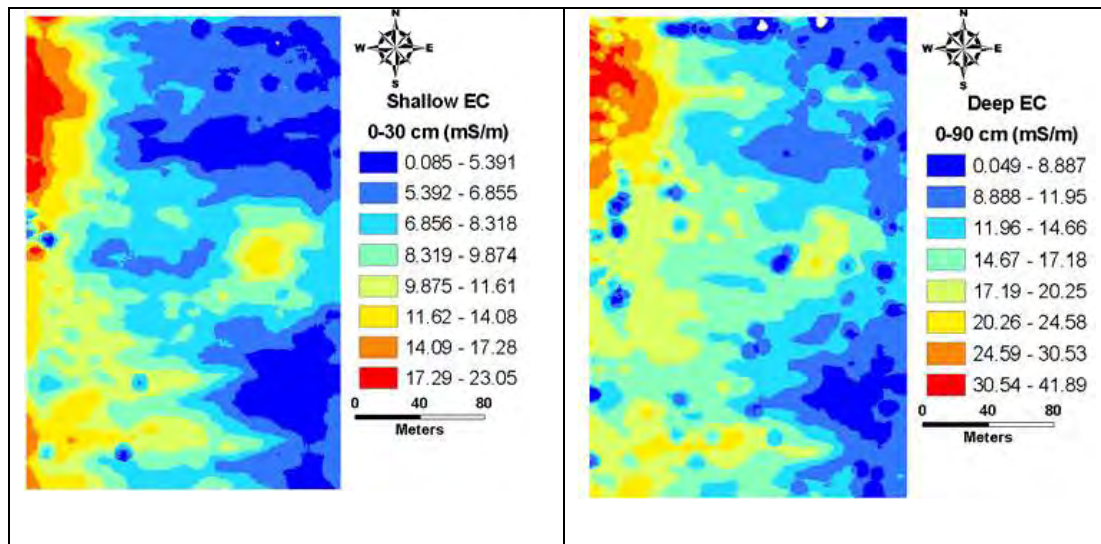 N
W E
S
Shallow EC
0-30 cm (mS/m)
0.085 - 5.391
5.392 - 6.855
6.856 - 8.318
8.319 - 9.874
9.875 - 11.61
11.62 - 14.08
14.09 - 17.28
17.29 - 23.05
0 40 80
Meters
N
W E
S
Deep EC
0-90 cm (mS/m)
0.049 - 8.887
8.888 - 11.95
11.96 - 14.66
14.67 - 17.18
17.19 - 20.25
20.26 - 24.58
24.59 - 30.53
30.54 - 41.89
0 40 80
Meters